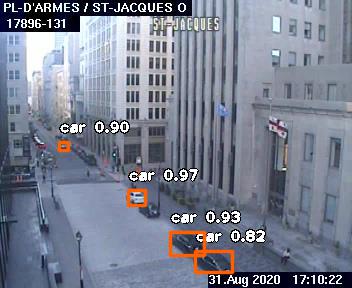 PL-D'ARMES / ST-JACQUES O
17896-131
ST-JACQUES
car 0.90
car 0.97
car 0.93
car 0.82
31.Aug 2020 17:10:22